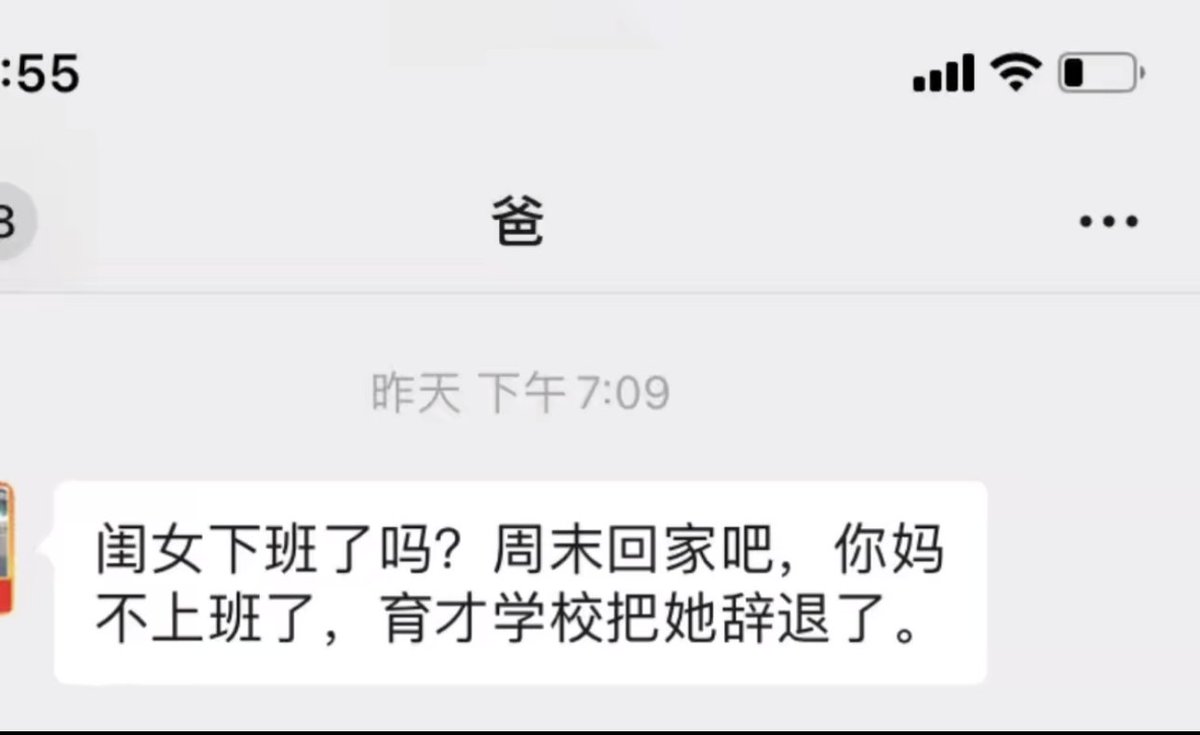 :55
3
爸
昨天 下午7:09
闺女下班了吗？周末回家吧，你妈
不上班了，育才学校把她辞退了。